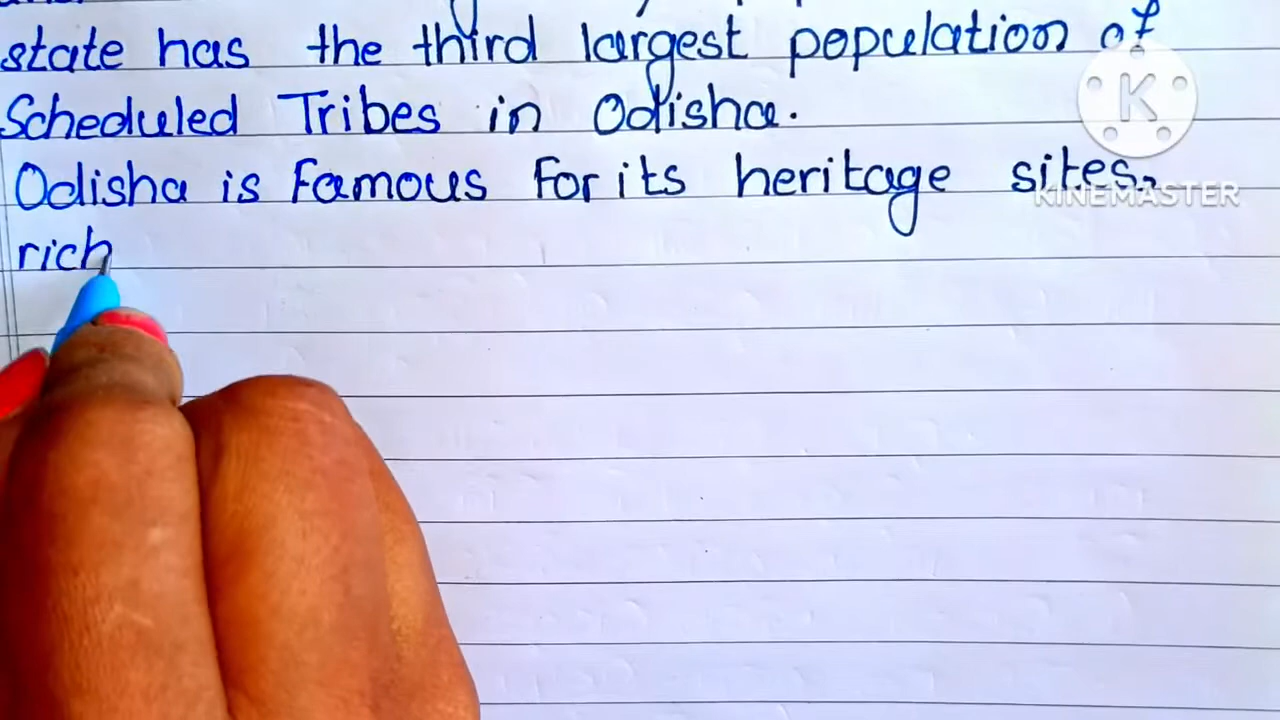 state has the third largest population of
Scheduled Tribes in Odisha.
Odisha is Famous For its heritage sites,
rich
K
KINEMASTER